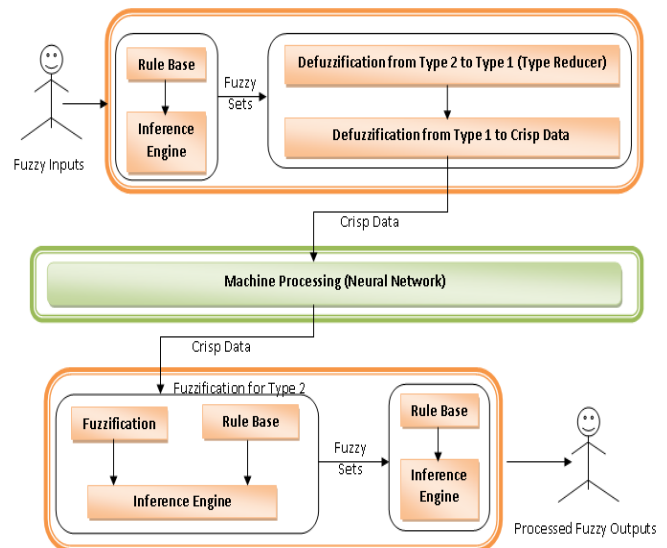 Rule Base
Inference
Engine
Fuzzy
Sets
Defuzzification from Type 2 to Type 1 (Type Reducer)
Defuzzification from Type 1 to Crisp Data
Fuzzy Inputs
Crisp Data
Machine Processing (Neural Network)
Crisp Data
Fuzzification for Type 2
Fuzzification
Rule Base
Inference Engine
Fuzzy
Sets
Rule Base
Inference
Engine
Processed Fuzzy Outputs